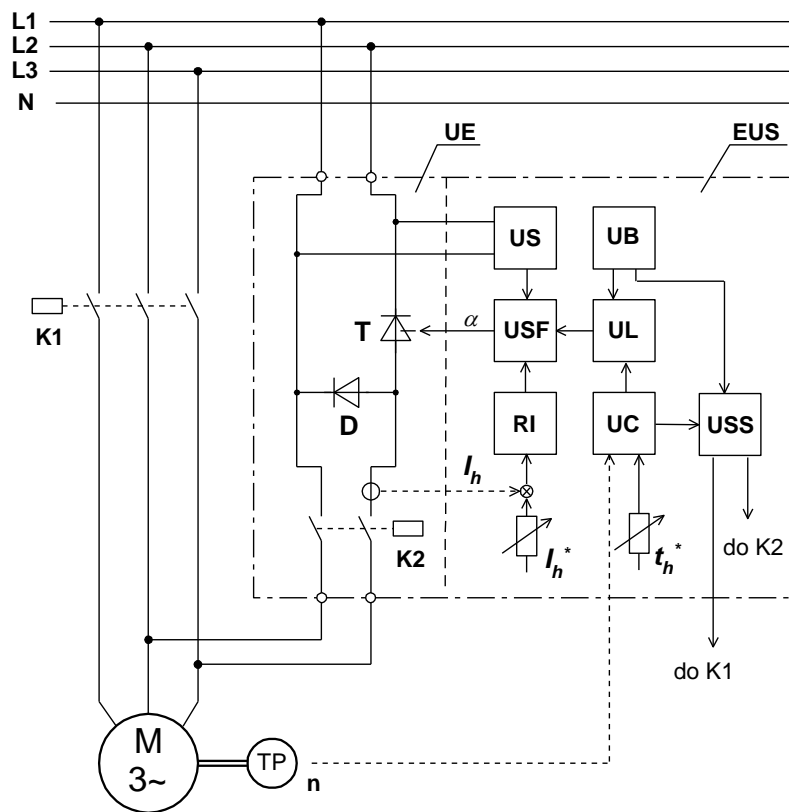 L1
L2
L3
N
UE
EUS
US
UB
K1
T
α
USF
UL
D
RI
UC
USS
I_h
K2
I_h*
t_h*
do K2
do K1
M
3~
TP
n